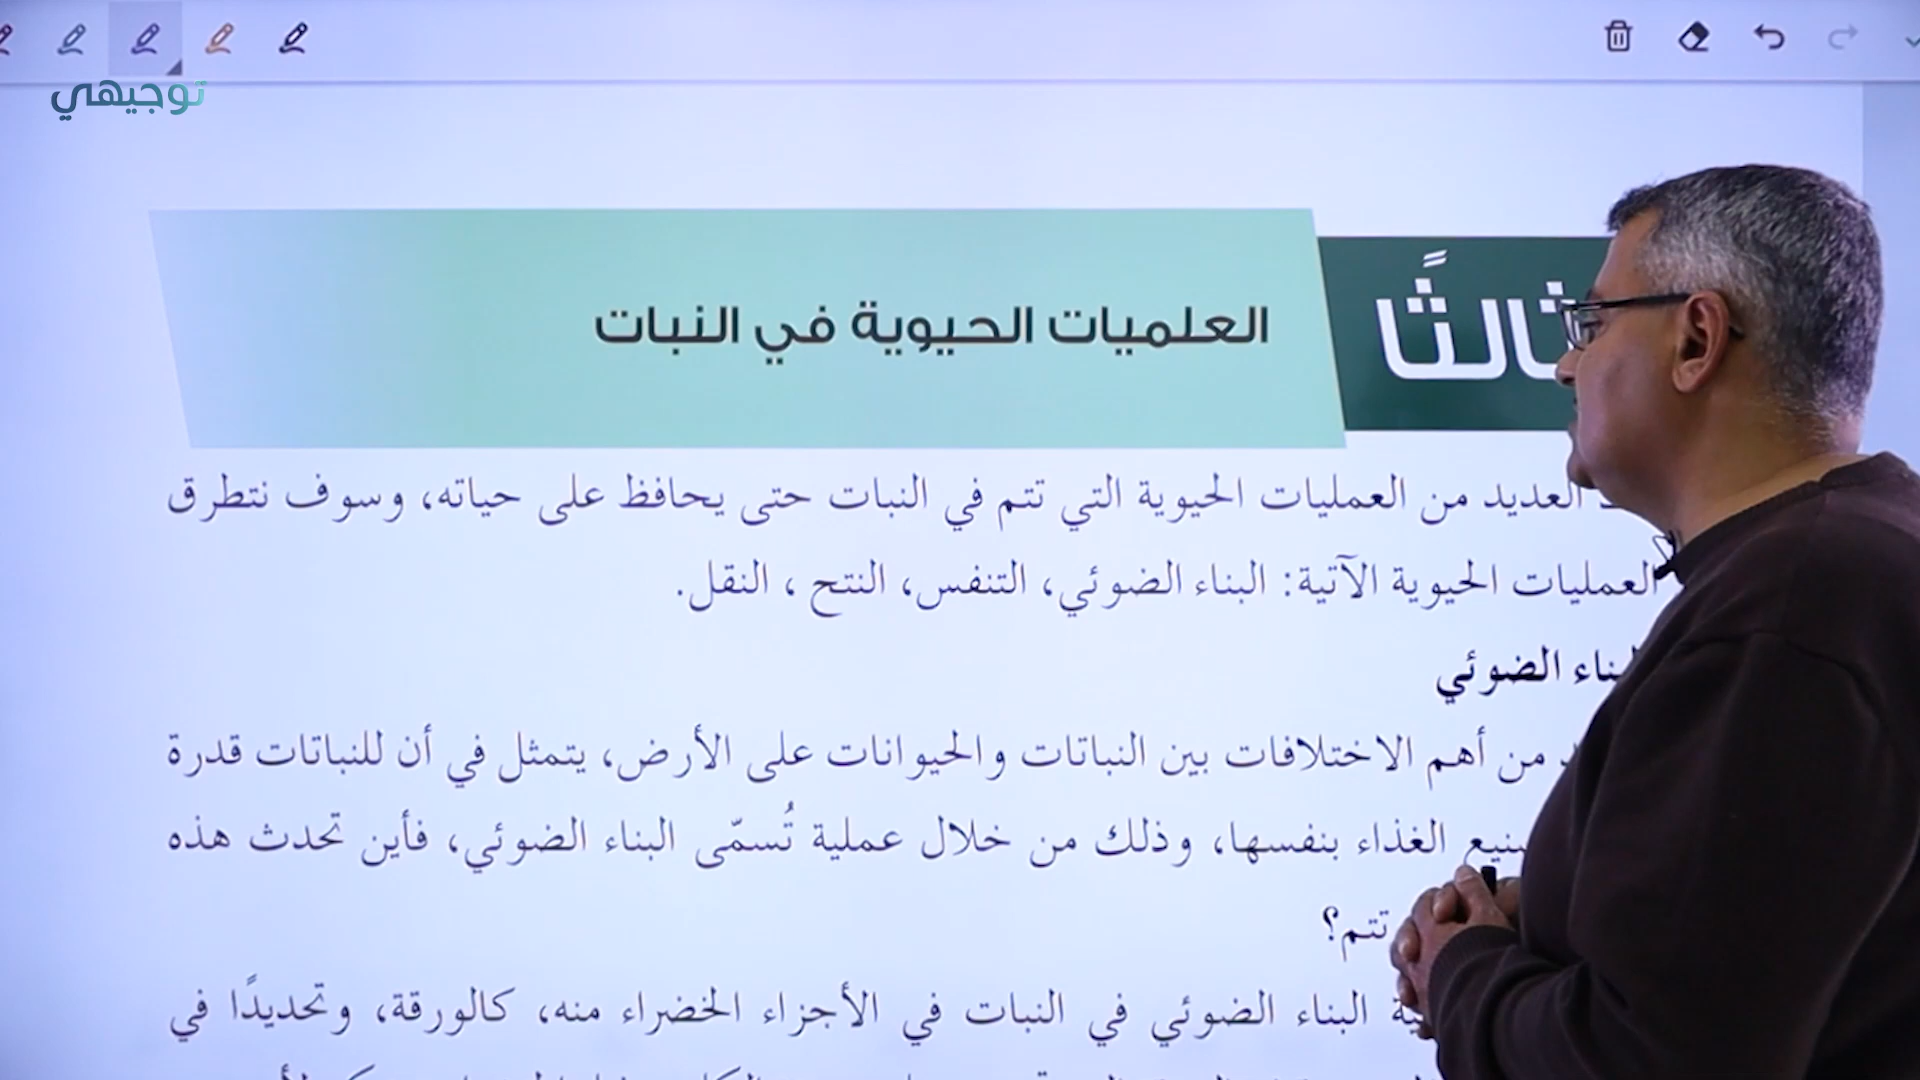 توجيهي
ثالثًا
العلميات الحيوية في النبات
العديد من العمليات الحيوية التي تتم في النبات حتى يحافظ على حياته، وسوف نتطرق
العمليات الحيوية الآتية: البناء الضوئي، التنفس، النتح ، النقل.
البناء الضوئي
من أهم الاختلافات بين النباتات والحيوانات على الأرض، يتمثل في أن للنباتات قدرة
الغذاء بنفسها، وذلك من خلال عملية تُسمّى البناء الضوئي، فأين تحدث هذه
تتم؟
البناء الضوئي في النبات في الأجزاء الخضراء منه، كالورقة، وتحديدًا في